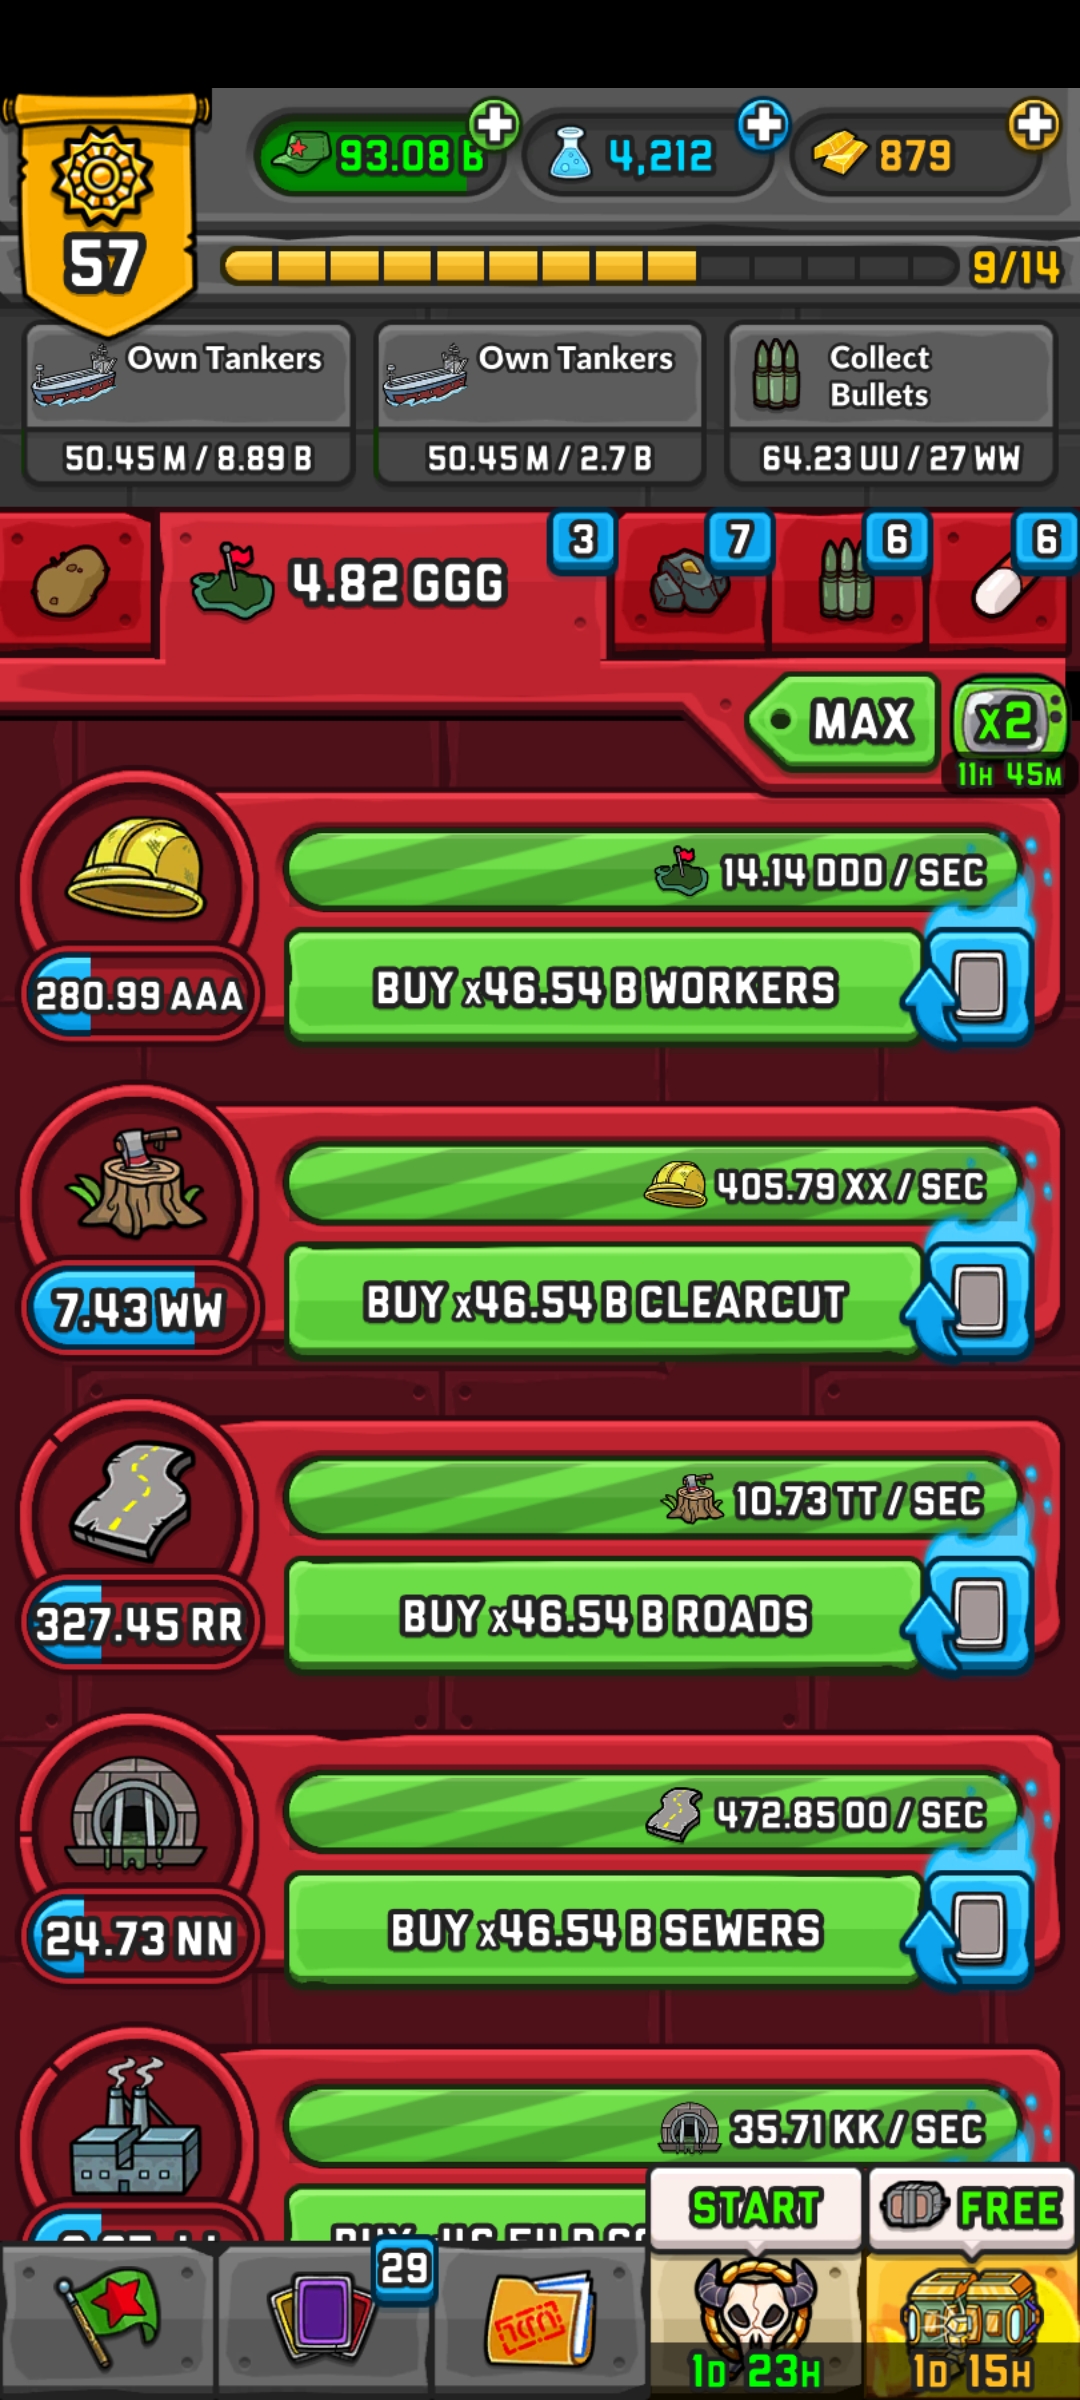 93.08 B
4,212
879
57
9/14
Own Tankers
50.45 M / 8.89 B
Own Tankers
50.45 M / 2.7 B
Collect
Bullets
64.23 UU / 27 WW
4.82 GGG
3
7
6
6
MAX
x2
11H 45M
14.14 DDD / SEC
280.99 AAA
BUY x46.54 B WORKERS
405.79 XX / SEC
7.43 WW
BUY x46.54 B CLEARCUT
10.73 TT / SEC
327.45 RR
BUY x46.54 B ROADS
472.85 OO / SEC
24.73 NN
BUY x46.54 B SEWERS
35.71 KK / SEC
START
FREE
29
1D 23H
1D 15H